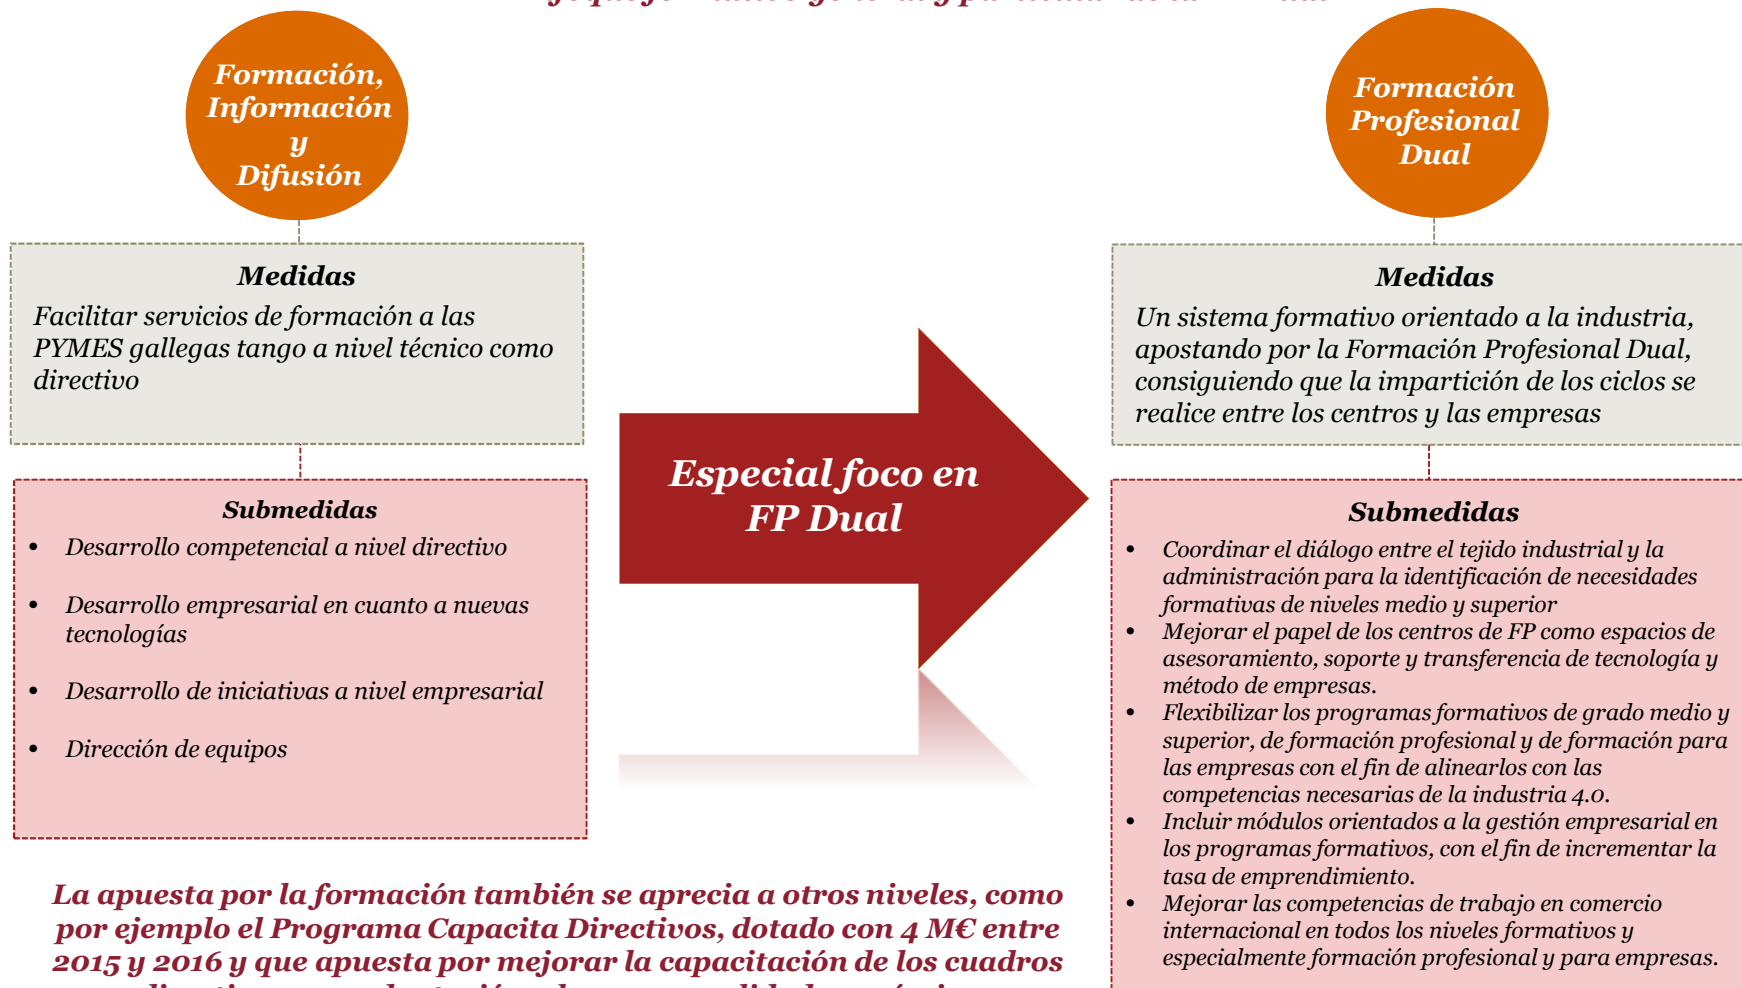 Formación,
Información
y
Difusión
Medidas
Facilitar servicios de formación a las
PYMES gallegas tango a nivel técnico como
directivo
Submedidas
• Desarrollo competencial a nivel directivo
• Desarrollo empresarial en cuanto a nuevas
tecnologías
• Desarrollo de iniciativas a nivel empresarial
• Dirección de equipos
Especial foco en
FP Dual
Formación
Profesional
Dual
Medidas
Un sistema formativo orientado a la industria,
apostando por la Formación Profesional Dual,
consiguiendo que la impartición de los ciclos se
realice entre los centros y las empresas
Submedidas
• Coordinar el diálogo entre el tejido industrial y la
administración para la identificación de necesidades
formativas de niveles medio y superior
• Mejorar el papel de los centros de FP como espacios de
asesoramiento, soporte y transferencia de tecnología y
método de empresas.
• Flexibilizar los programas formativos de grado medio y
superior, de formación profesional y de formación para
las empresas con el fin de alinearlos con las
competencias necesarias de la industria 4.0.
• Incluir módulos orientados a la gestión empresarial en
los programas formativos, con el fin de incrementar la
tasa de emprendimiento.
• Mejorar las competencias de trabajo en comercio
internacional en todos los niveles formativos y
especialmente formación profesional y para empresas.
La apuesta por la formación también se aprecia a otros niveles, como
por ejemplo el Programa Capacita Directivos, dotado con 4 M€ entre
2015 y 2016 y que apuesta por mejorar la capacitación de los cuadros